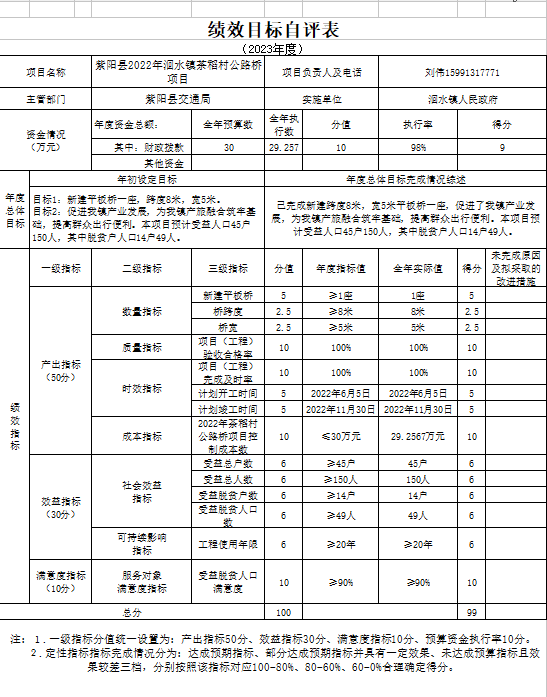 绩效目标自评表
（2023年度）
项目名称 紫阳县2022年洄水镇茶稻村公路桥项目 项目负责人及电话 刘伟15991317771
主管部门 紫阳县交通局 实施单位 洄水镇人民政府
资金情况（万元） 年度资金总额： 全年预算数 全年执行数 分值 执行率 得分
其中：财政拨款 30 29.257 10 98% 9
其他资金
年度总体目标 年初设定目标 年度总体目标完成情况综述
目标1：新建平板桥一座，跨度8米，宽5米。
目标2：促进我镇产业发展，为我镇产旅融合筑牢基础，提高群众出行便利。本项目预计受益人口45户150人，其中脱贫户人口14户49人。
已完成新建跨度8米，宽5米平板桥一座，促进了我镇产业发展，为我镇产旅融合筑牢基础，提高群众出行便利。本项目预计受益人口45户150人，其中脱贫户人口14户49人。
绩效指标 一级指标 二级指标 三级指标 分值 年度指标值 全年实际值 得分 未完成原因及拟采取的改进措施
产出指标（50分） 数量指标 新建平板桥 5 ≥1座 1座 5
桥跨度 2.5 ≥8米 8米 2.5
桥宽 2.5 ≥5米 5米 2.5
质量指标 项目（工程）验收合格率 10 100% 100% 10
时效指标 项目（工程）完成及时率 10 100% 100% 10
计划开工时间 5 2022年6月5日 2022年6月5日 5
计划竣工时间 5 2022年11月30日 2022年11月30日 5
成本指标 2022年茶稻村公路桥项目控制成本数 10 ≤30万元 29.2567万元 10
效益指标（30分） 社会效益指标 受益总户数 6 ≥45户 45户 6
受益总人数 6 ≥150人 150人 6
受益脱贫户数 6 ≥14户 14户 6
受益脱贫人口数 6 ≥49人 49人 6
可持续影响指标 工程使用年限 6 ≥20年 ≥20年 6
满意度指标（10分） 服务对象满意度指标 受益脱贫人口满意度 10 ≥90% ≥90% 10
总分 100 99
注：１.一级指标分值统一设置为：产出指标50分、效益指标30分、满意度指标10分、预算资金执行率10分。
２.定性指标指标完成情况分为：达成预期指标、部分达成预期指标并具有一定效果、未达成预算指标且效果较差三档，分别按照该指标对应100-80%、80-60%、60-0%合理确定得分。